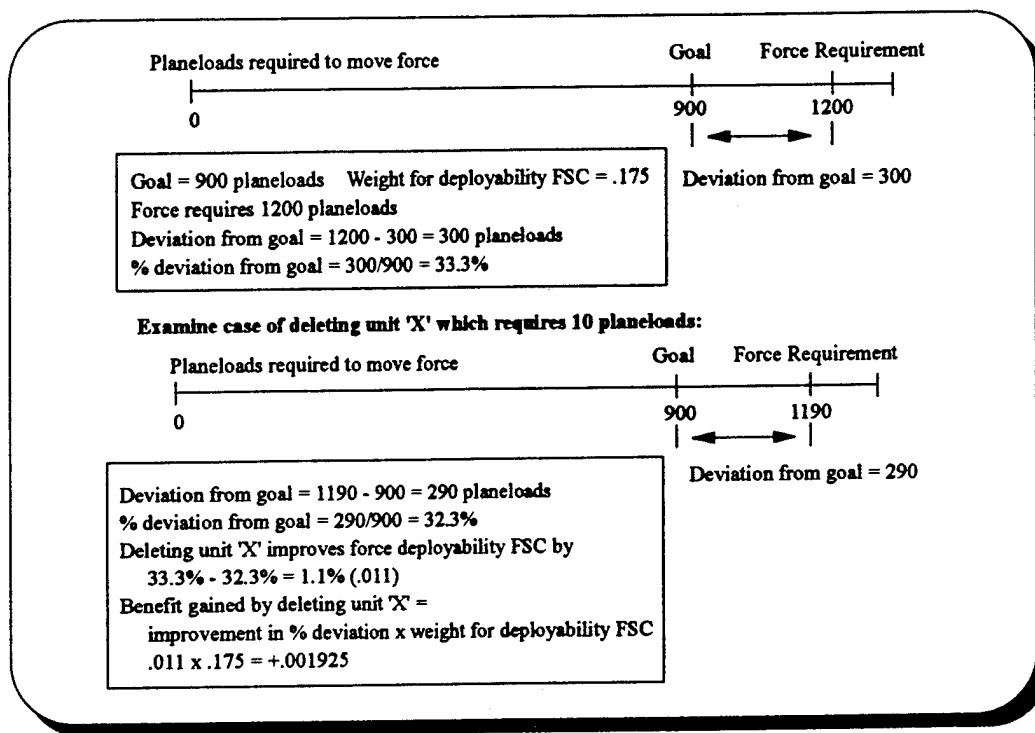 Planeloads required to move force Goal Force Requirement
0 900 1200
Goal = 900 planeloads Weight for deployability FSC = .175
Force requires 1200 planeloads
Deviation from goal = 1200 - 300 = 300 planeloads
% deviation from goal = 300/900 = 33.3%
Deviation from goal = 300
Examine case of deleting unit 'X' which requires 10 planeloads:
Planeloads required to move force Goal Force Requirement
0 900 1190
Deviation from goal = 290
Deviation from goal = 1190 - 900 = 290 planeloads
% deviation from goal = 290/900 = 32.3%
Deleting unit 'X' improves force deployability FSC by
33.3% - 32.3% = 1.1% (.011)
Benefit gained by deleting unit 'X' =
improvement in % deviation x weight for deployability FSC
.011 x .175 = +.001925